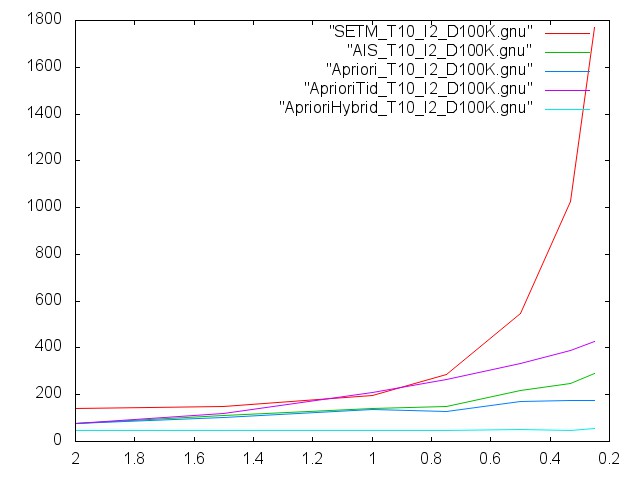 1800
1600
1400
1200
1000
800
600
400
200
0
"SETM_T10_I2_D100K.gnu"
"AIS_T10_I2_D100K.gnu"
"Apriori_T10_I2_D100K.gnu"
"AprioriTid_T10_I2_D100K.gnu"
"AprioriHybrid_T10_I2_D100K.gnu"
2 1.8 1.6 1.4 1.2 1 0.8 0.6 0.4 0.2